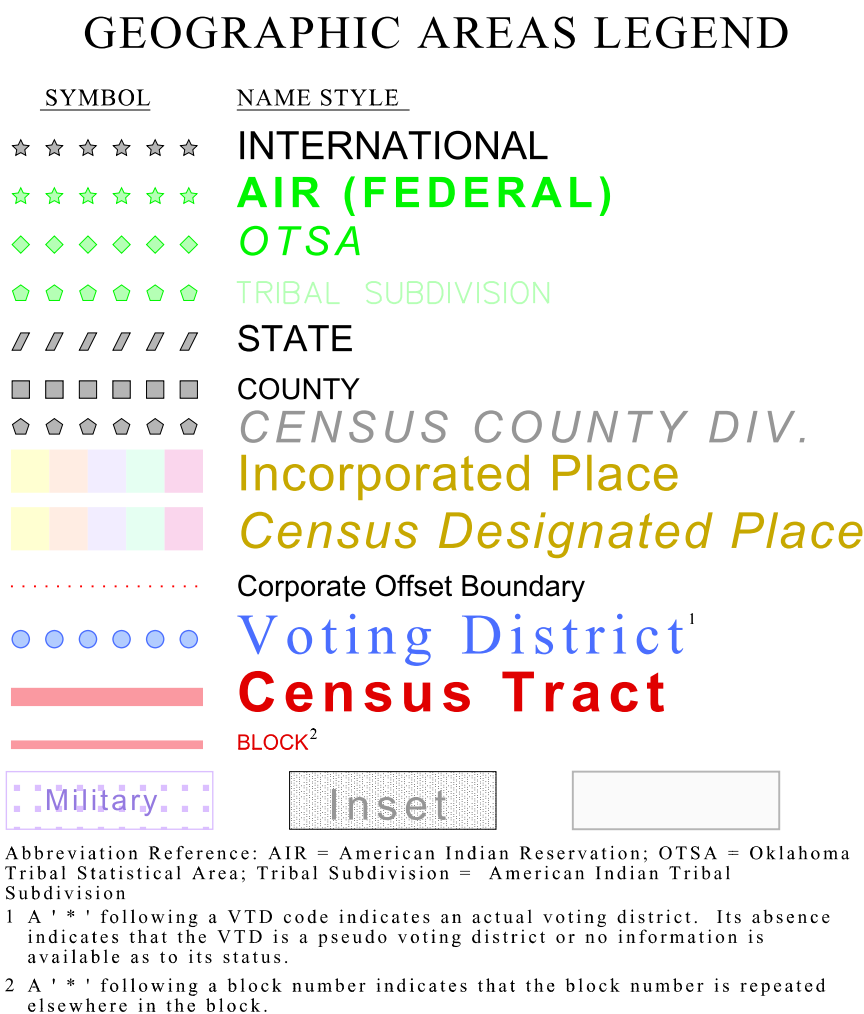 GEOGRAPHIC AREAS LEGEND
SYMBOL NAME STYLE
INTERNATIONAL
AIR (FEDERAL)
OTSA
TRIBAL SUBDIVISION
STATE
COUNTY
CENSUS COUNTY DIV.
Incorporated Place
Census Designated Place
Corporate Offset Boundary
Voting District1
Census Tract
BLOCK2
Military Inset
Abbreviation Reference: AIR = American Indian Reservation; OTSA = Oklahoma
Tribal Statistical Area; Tribal Subdivision = American Indian Tribal
Subdivision
1 A ' * ' following a VTD code indicates an actual voting district. Its absence
indicates that the VTD is a pseudo voting district or no information is
available as to its status.
2 A ' * ' following a block number indicates that the block number is repeated
elsewhere in the block.